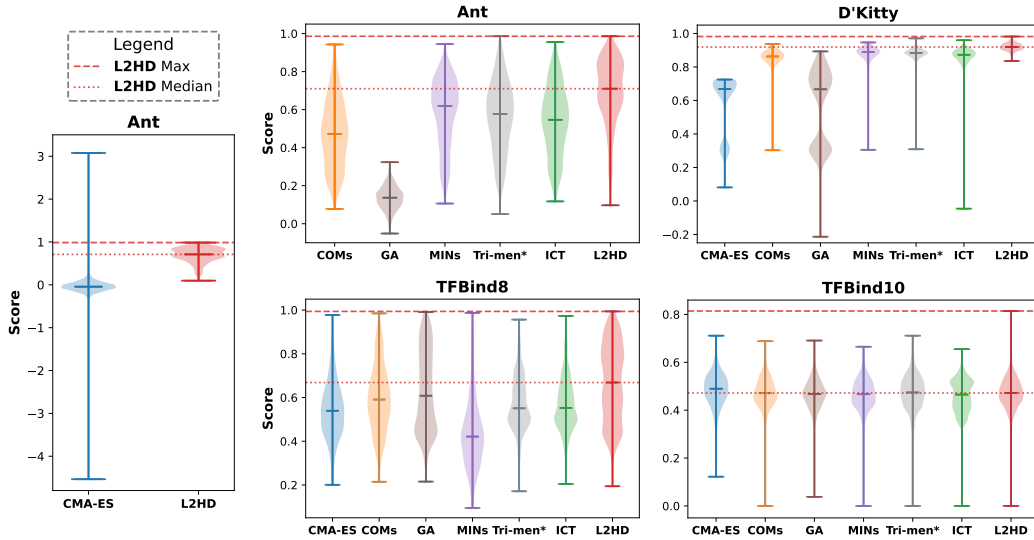 Legend
L2HD Max
L2HD Median
Ant
Score
3
2
1
0
−1
−2
−3
−4
CMA-ES L2HD
Ant
Score
1.0
0.8
0.6
0.4
0.2
0.0
COMs GA MINs Tri-men* ICT L2HD
D'Kitty
1.0
0.8
0.6
0.4
0.2
0.0
−0.2
CMA-ES COMs GA MINs Tri-men* ICT L2HD
TFBind8
Score
1.0
0.8
0.6
0.4
0.2
CMA-ES COMs GA MINs Tri-men* ICT L2HD
TFBind10
0.8
0.6
0.4
0.2
0.0
CMA-ES COMs GA MINs Tri-men* ICT L2HD